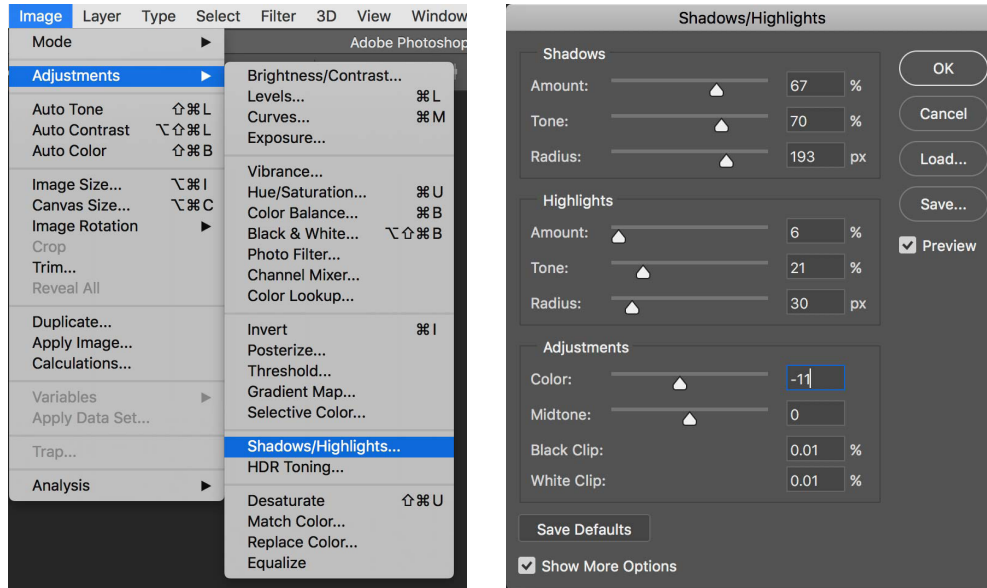 Image Layer Type Select Filter 3D View Window
Adobe Photoshop
Mode
Adjustments
Auto Tone ⇧⌘L
Auto Contrast ⌥⇧⌘L
Auto Color ⇧⌘B
Image Size... ⌥⌘I
Canvas Size... ⌥⌘C
Image Rotation
Crop
Trim...
Reveal All
Duplicate...
Apply Image...
Calculations...
Variables
Apply Data Set...
Trap...
Analysis
Brightness/Contrast...
Levels... ⌘L
Curves... ⌘M
Exposure...
Vibrance...
Hue/Saturation... ⌘U
Color Balance... ⌘B
Black & White... ⌥⇧⌘B
Photo Filter...
Channel Mixer...
Color Lookup...
Invert ⌘I
Posterize...
Threshold...
Gradient Map...
Selective Color...
Shadows/Highlights...
HDR Toning...
Desaturate ⇧⌘U
Match Color...
Replace Color...
Equalize
Shadows/Highlights
Shadows
Amount: 67 %
Tone: 70 %
Radius: 193 px
Highlights
Amount: 6 %
Tone: 21 %
Radius: 30 px
Adjustments
Color: -11
Midtone: 0
Black Clip: 0.01 %
White Clip: 0.01 %
Save Defaults
Show More Options
OK
Cancel
Load...
Save...
Preview